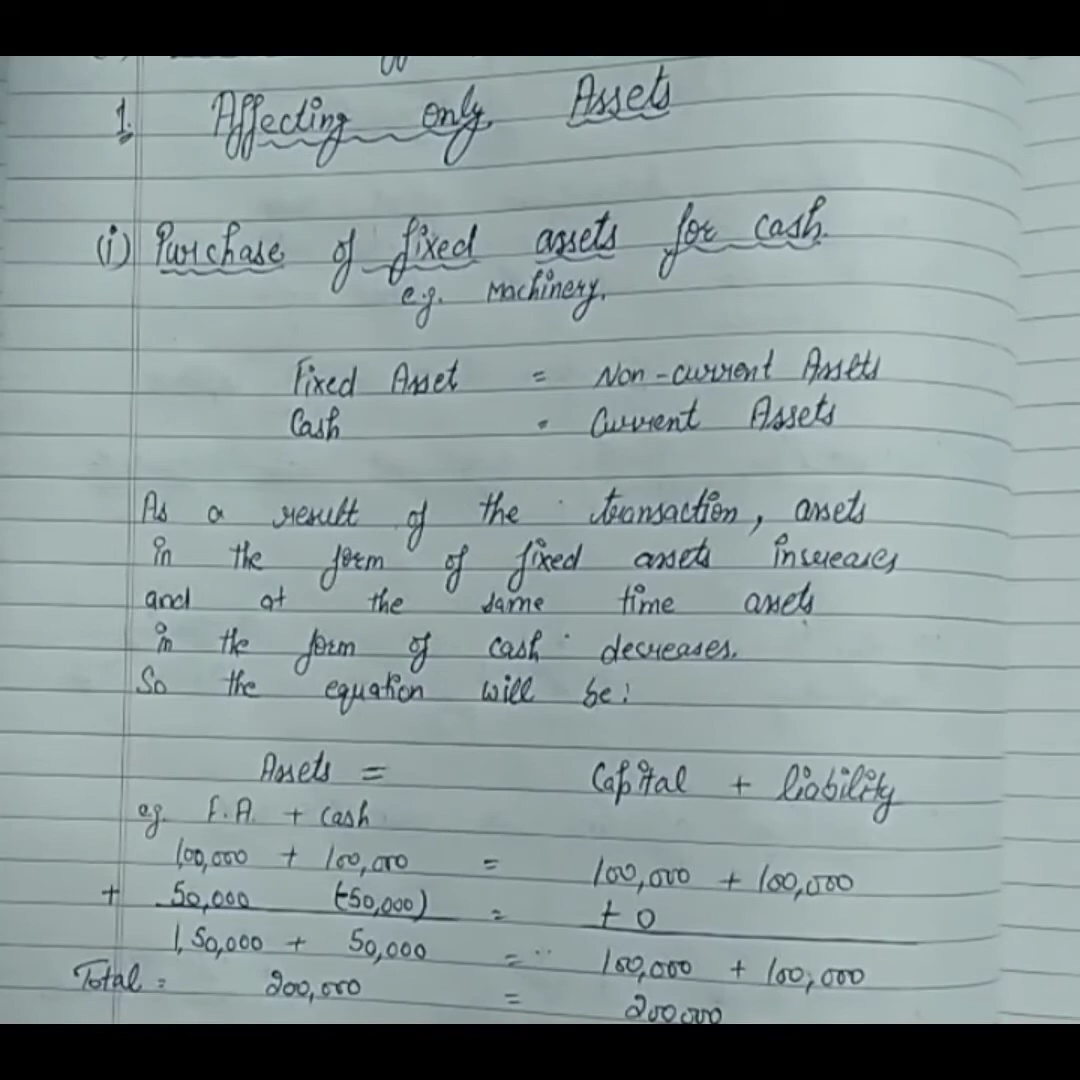 1. Affecting only Assets
(i) Purchase of fixed assets for cash.
e.g. Machinery.
Fixed Asset = Non-current Assets
Cash = Current Assets
As a result of the transaction, assets
in the form of fixed assets increases
and at the same time assets
in the form of cash decreases.
So the equation will be:
Assets = Capital + liability
eg. F.A. + cash
1,00,000 + 100,000 = 100,000 + 100,000
+ 50,000 (-50,000) = + 0
1,50,000 + 50,000 = 100,000 + 100,000
Total = 200,000 = 200,000